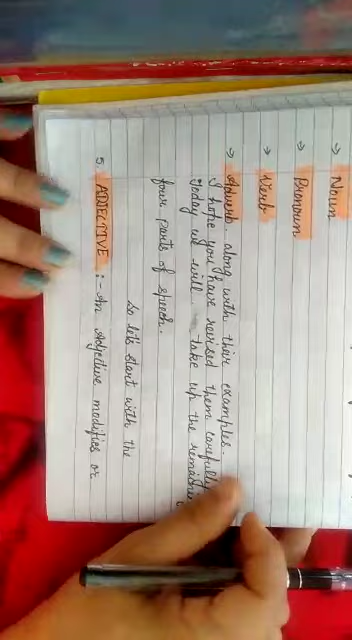 → Noun
→ Pronoun
→ Verb
→ Adverb. along with their examples.
I hope you have revised them carefully
Today we will take up the remaining
four parts of speech.
So let's start with the
5. ADJECTIVE :- An Adjective modifies or